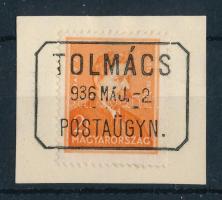 TOLMÁCS
936 MÁJ.-2
POSTAÜGYN.
MAGYARORSZÁG